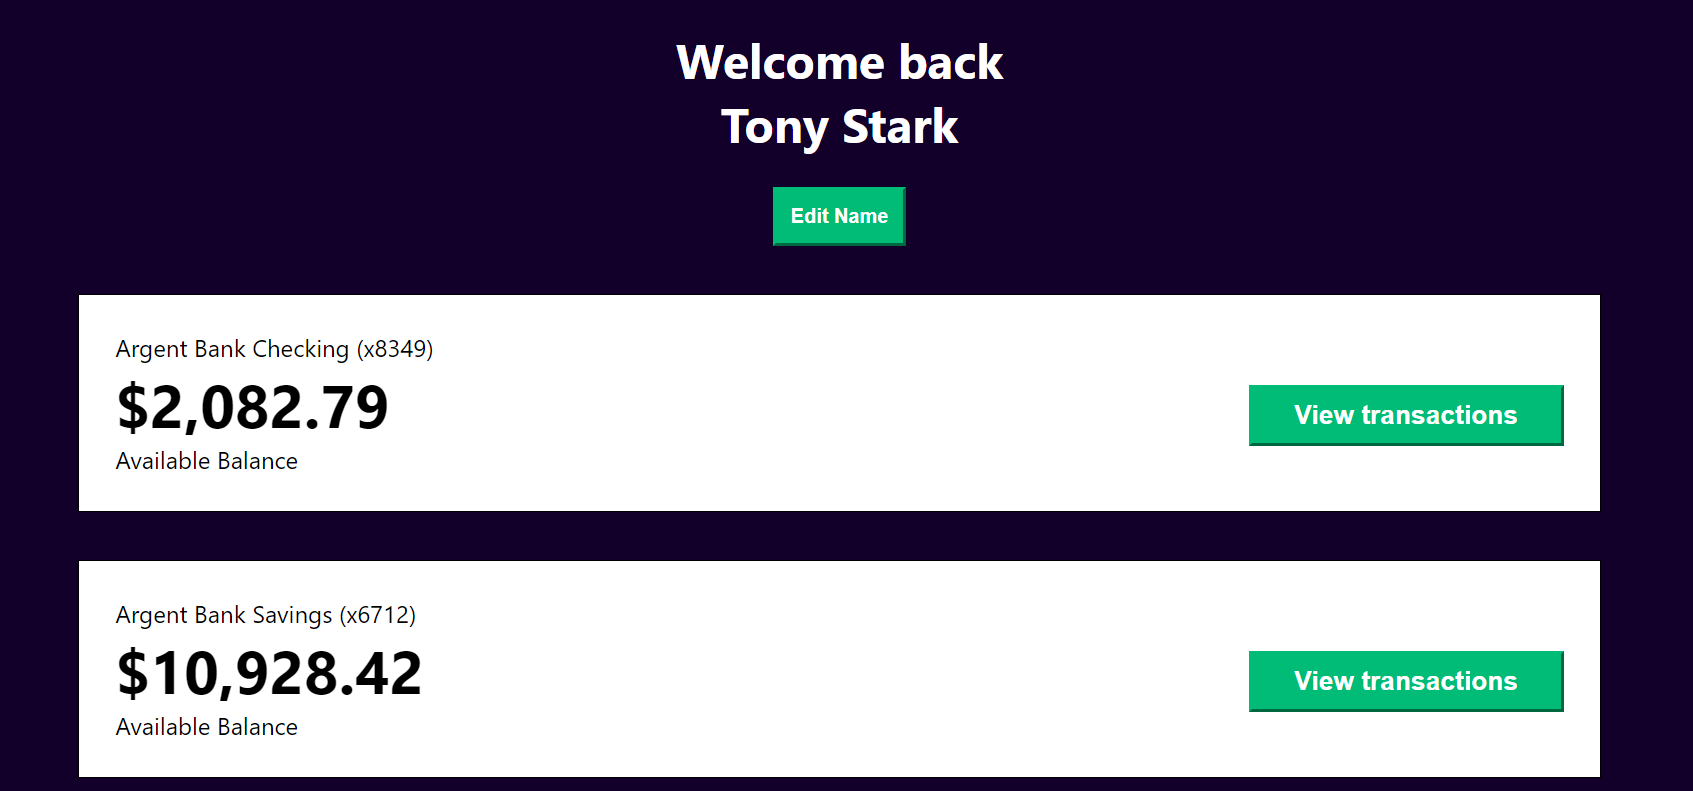 Welcome back
Tony Stark
Edit Name
Argent Bank Checking (x8349)
$2,082.79
Available Balance
View transactions
Argent Bank Savings (x6712)
$10,928.42
Available Balance
View transactions